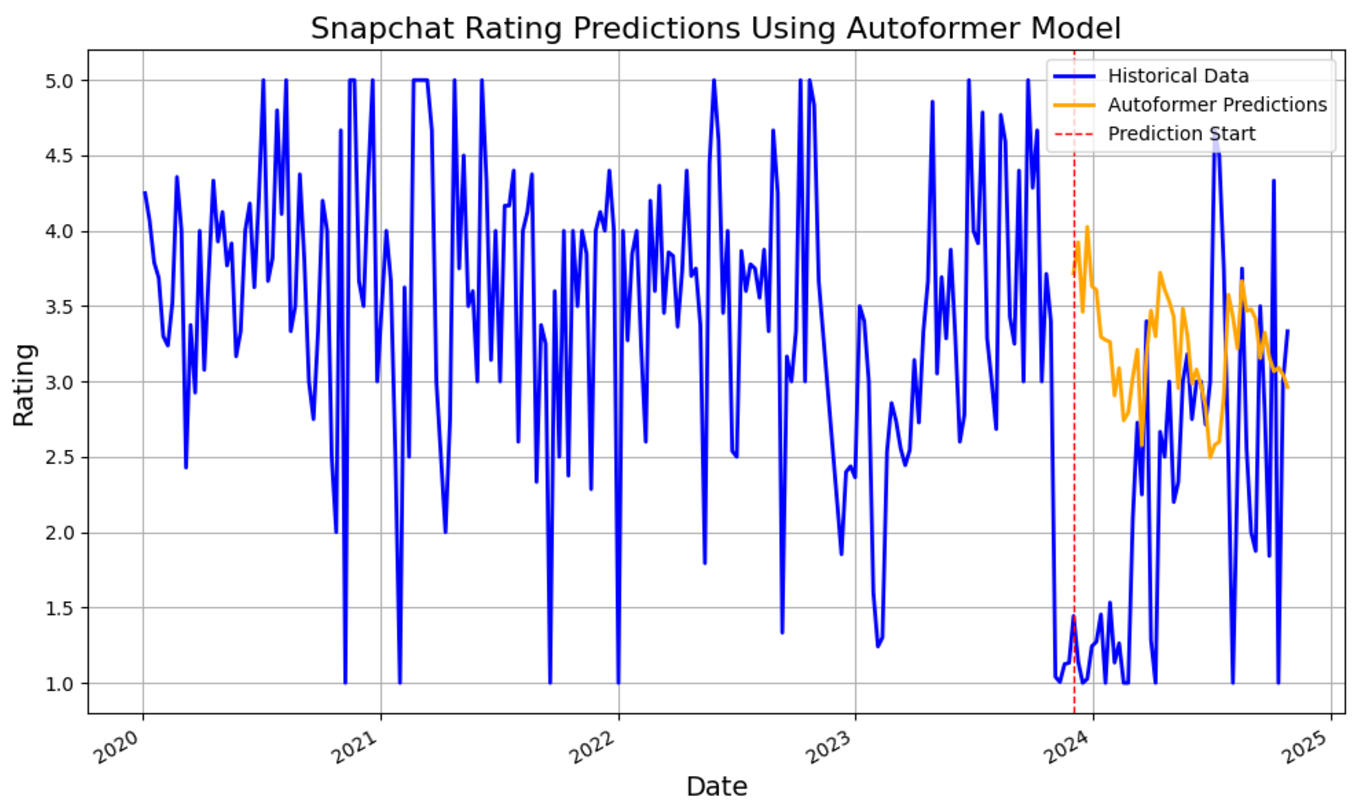 Snapchat Rating Predictions Using Autoformer Model
Historical Data
Autoformer Predictions
Prediction Start
5.0
4.5
4.0
3.5
3.0
2.5
2.0
1.5
1.0
Rating
2020
2021
2022
2023
2024
2025
Date